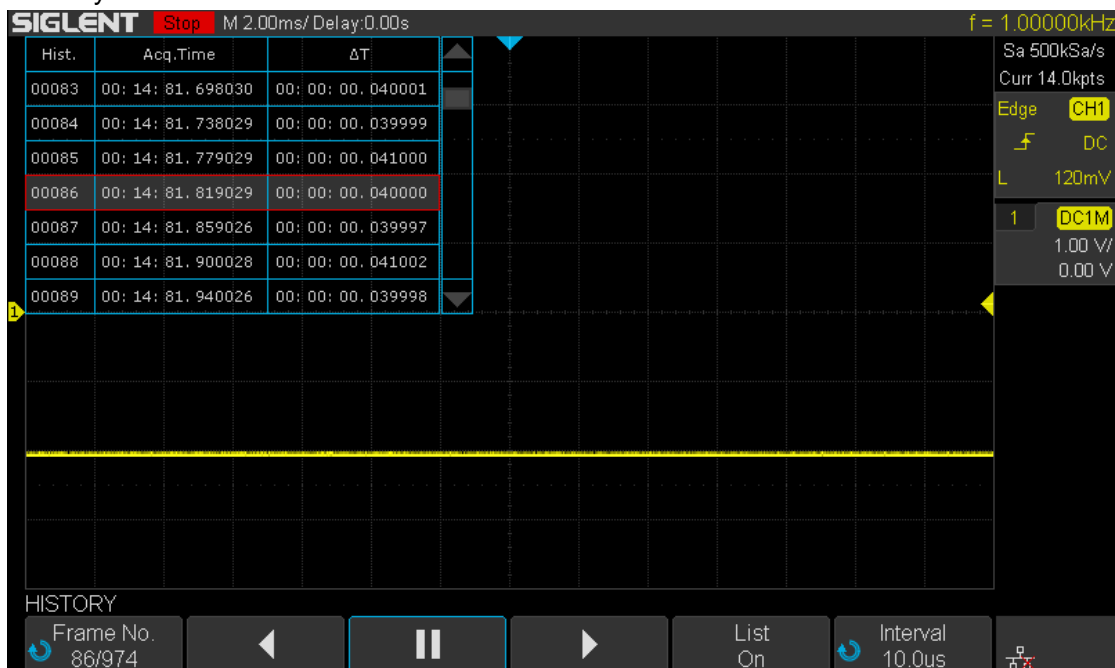 SIGLENT Stop M 2.00ms/ Delay:0.00s f = 1.00000kHz
Sa 500kSa/s
Curr 14.0kpts
Edge CH1
DC
L 120mV
1 DC1M
1.00 V/
0.00 V
Hist. Acq.Time ΔT
00083 00: 14: 81. 698030 00: 00: 00. 040001
00084 00: 14: 81. 738029 00: 00: 00. 039999
00085 00: 14: 81. 779029 00: 00: 00. 041000
00086 00: 14: 81. 819029 00: 00: 00. 040000
00087 00: 14: 81. 859026 00: 00: 00. 039997
00088 00: 14: 81. 900028 00: 00: 00. 041002
00089 00: 14: 81. 940026 00: 00: 00. 039998
1
HISTORY
Frame No. List Interval
86/974 On 10.0us